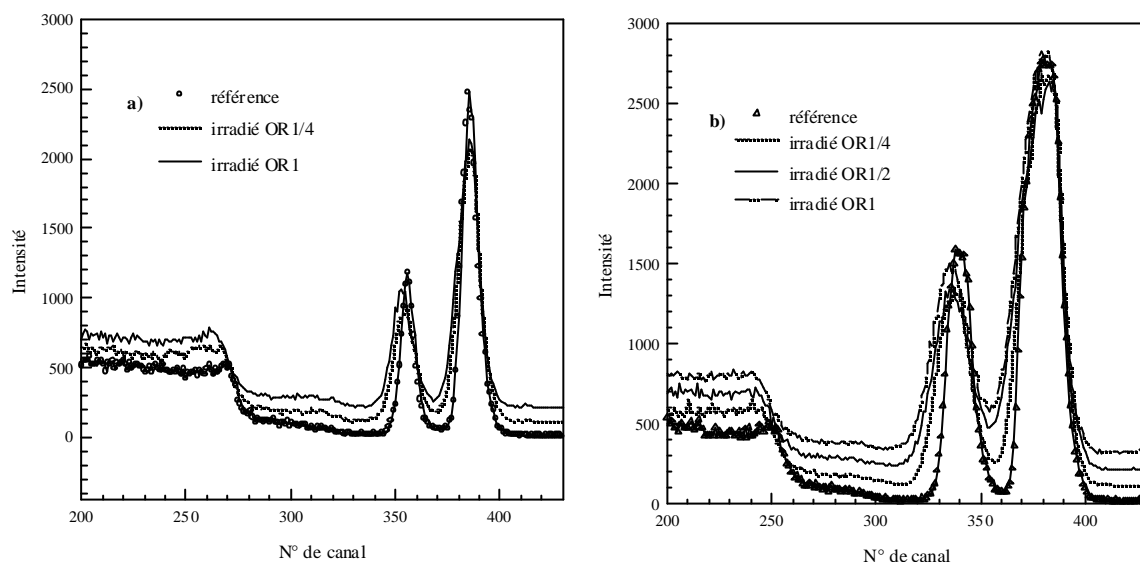 3000
2500
2000
1500
1000
500
0
Intensité
a)
référence
irradié OR1/4
irradié OR1
200
250
300
350
400
N° de canal
3000
2500
2000
1500
1000
500
0
Intensité
b)
référence
irradié OR1/4
irradié OR1/2
irradié OR1
200
250
300
350
400
N° de canal